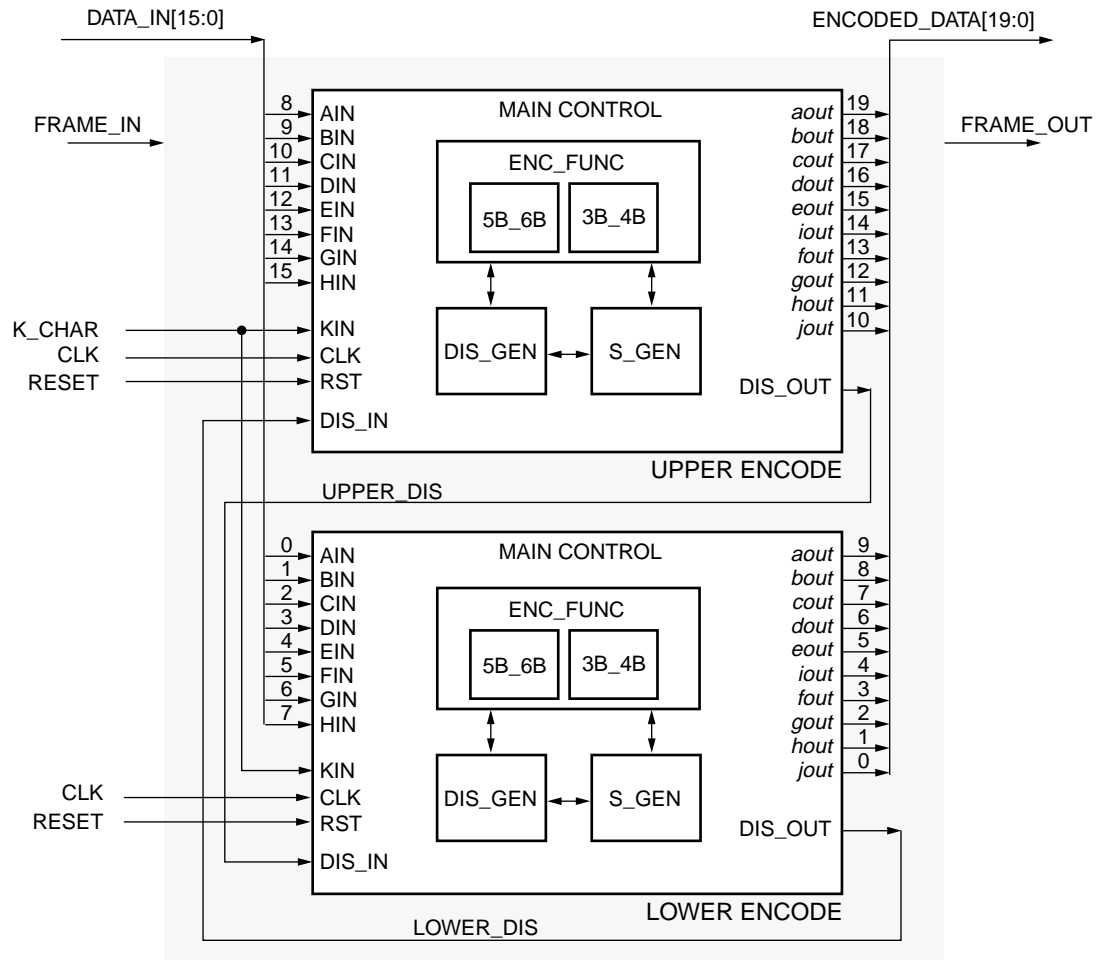 DATA_IN[15:0]
ENCODED_DATA[19:0]
FRAME_IN
FRAME_OUT
MAIN CONTROL
ENC_FUNC
5B_6B
3B_4B
DIS_GEN
S_GEN
8 AIN
9 BIN
10 CIN
11 DIN
12 EIN
13 FIN
14 GIN
15 HIN
K_CHAR KIN
CLK CLK
RESET RST
DIS_IN
aout 19
bout 18
cout 17
dout 16
eout 15
iout 14
fout 13
gout 12
hout 11
jout 10
DIS_OUT
UPPER ENCODE
UPPER_DIS
MAIN CONTROL
ENC_FUNC
5B_6B
3B_4B
DIS_GEN
S_GEN
0 AIN
1 BIN
2 CIN
3 DIN
4 EIN
5 FIN
6 GIN
7 HIN
KIN
CLK CLK
RESET RST
DIS_IN
aout 9
bout 8
cout 7
dout 6
eout 5
iout 4
fout 3
gout 2
hout 1
jout 0
DIS_OUT
LOWER ENCODE
LOWER_DIS